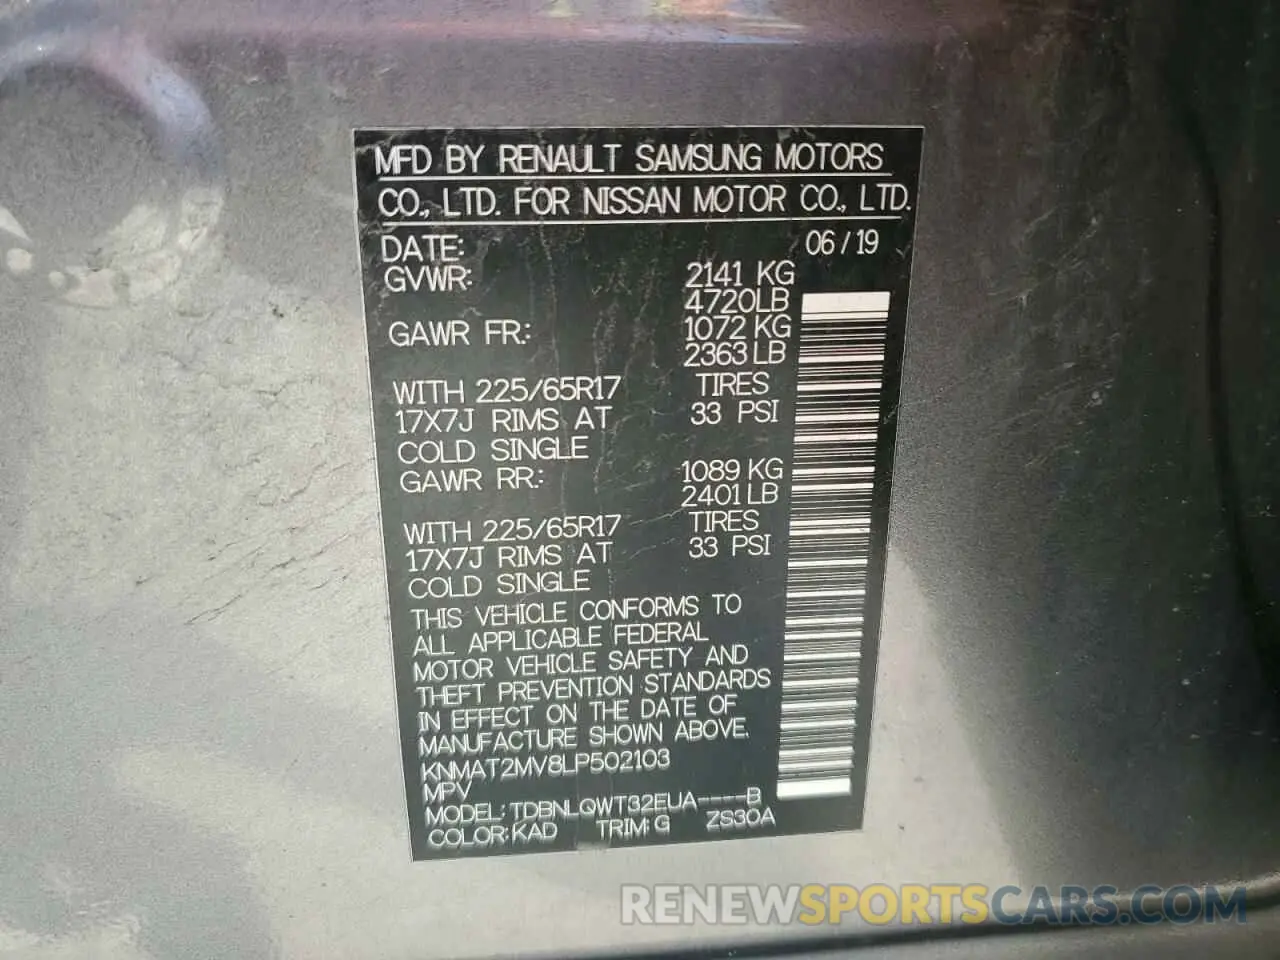 MFD BY RENAULT SAMSUNG MOTORS
CO., LTD. FOR NISSAN MOTOR CO., LTD.
DATE: 06/19
GVWR: 2141 KG
4720LB
GAWR FR: 1072 KG
2363 LB
WITH 225/65R17 TIRES
17X7J RIMS AT 33 PSI
COLD SINGLE
GAWR RR: 1089 KG
2401 LB
WITH 225/65R17 TIRES
17X7J RIMS AT 33 PSI
COLD SINGLE
THIS VEHICLE CONFORMS TO
ALL APPLICABLE FEDERAL
MOTOR VEHICLE SAFETY AND
THEFT PREVENTION STANDARDS
IN EFFECT ON THE DATE OF
MANUFACTURE SHOWN ABOVE.
KNMAT2MV8LP502103
MPV
MODEL: TDBNLQWT32EUA----B
COLOR: KAD TRIM: G ZS30A
RENEWSPORTSCARS.COM